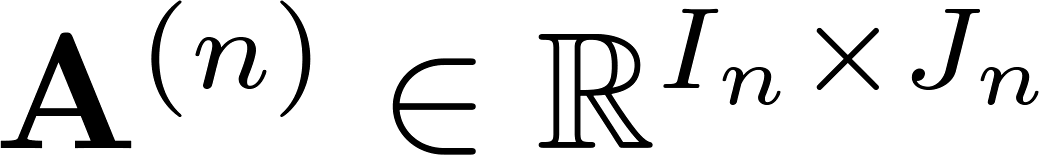 𝐀⁽ⁿ⁾ ∈ ℝ^{I_n × J_n}